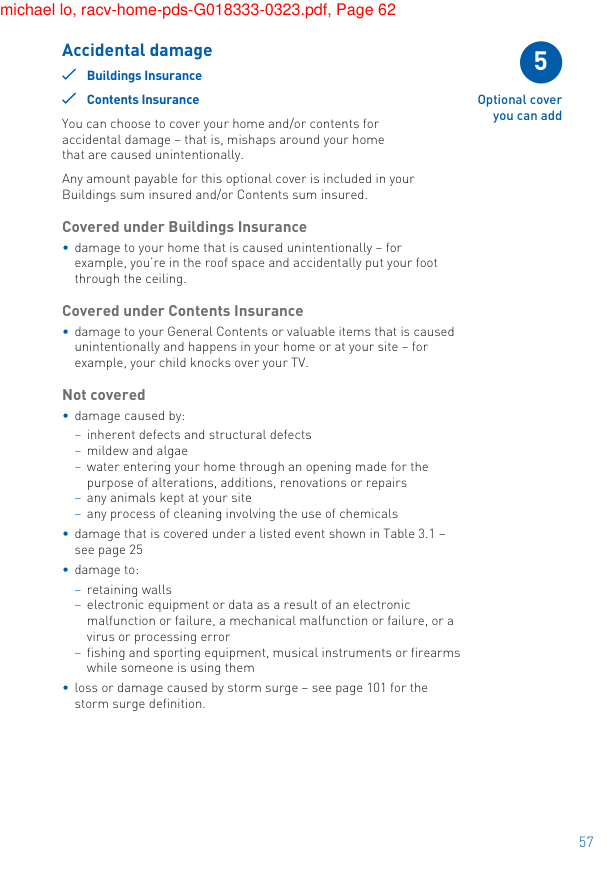 michael lo, racv-home-pds-G018333-0323.pdf, Page 62
Accidental damage
✓ Buildings Insurance
✓ Contents Insurance
5
Optional cover
you can add
You can choose to cover your home and/or contents for
accidental damage – that is, mishaps around your home
that are caused unintentionally.
Any amount payable for this optional cover is included in your
Buildings sum insured and/or Contents sum insured.
Covered under Buildings Insurance
• damage to your home that is caused unintentionally – for
example, you're in the roof space and accidentally put your foot
through the ceiling.
Covered under Contents Insurance
• damage to your General Contents or valuable items that is caused
unintentionally and happens in your home or at your site – for
example, your child knocks over your TV.
Not covered
• damage caused by:
– inherent defects and structural defects
– mildew and algae
– water entering your home through an opening made for the
purpose of alterations, additions, renovations or repairs
– any animals kept at your site
– any process of cleaning involving the use of chemicals
• damage that is covered under a listed event shown in Table 3.1 –
see page 25
• damage to:
– retaining walls
– electronic equipment or data as a result of an electronic
malfunction or failure, a mechanical malfunction or failure, or a
virus or processing error
– fishing and sporting equipment, musical instruments or firearms
while someone is using them
• loss or damage caused by storm surge – see page 101 for the
storm surge definition.
57